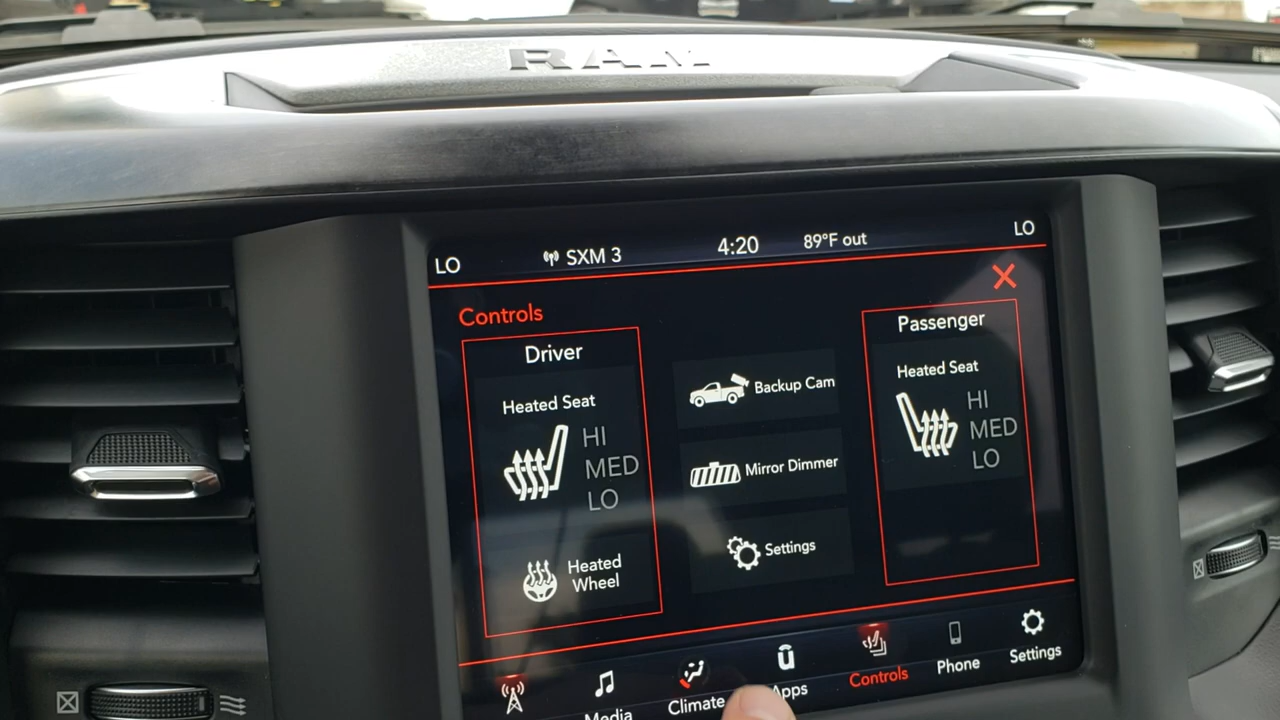 RAM
LO
SXM 3
4:20
89°F out
LO
Controls
Driver
Heated Seat
HI
MED
LO
Heated
Wheel
Backup Cam
Mirror Dimmer
Settings
Passenger
Heated Seat
HI
MED
LO
Media
Climate
Apps
Controls
Phone
Settings